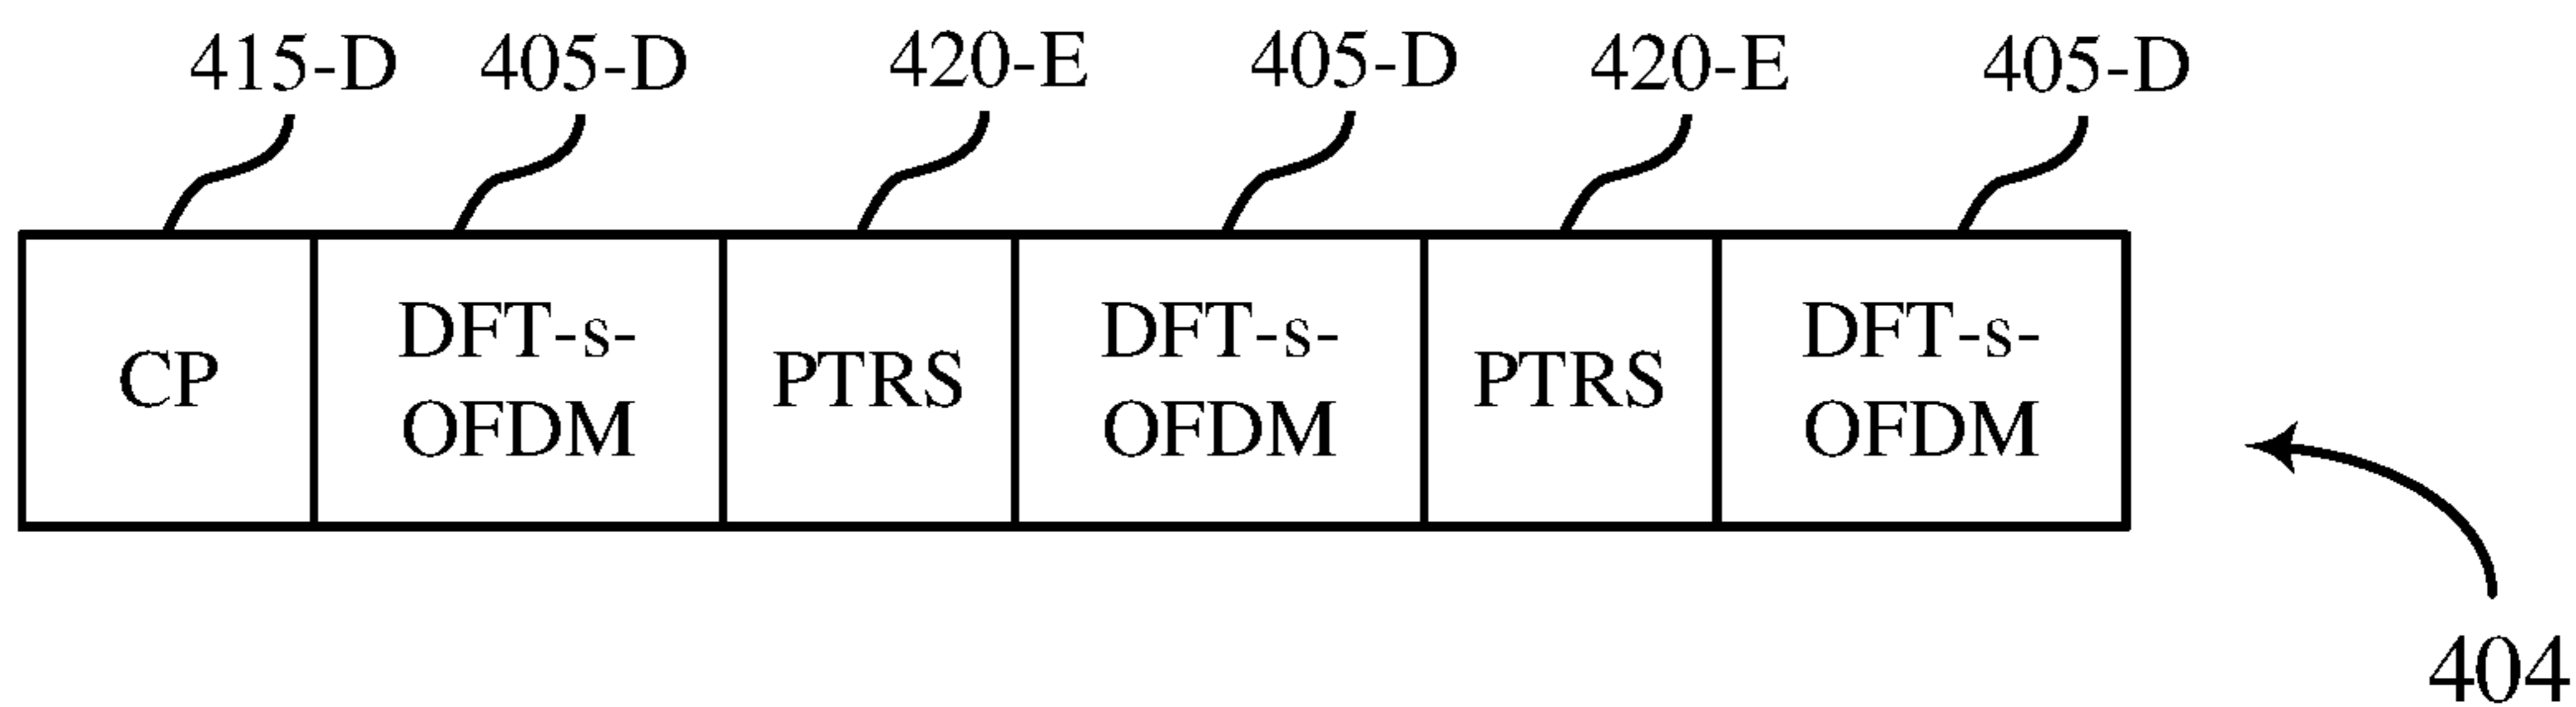 415-D 405-D 420-E 405-D 420-E 405-D
CP
DFT-s-
OFDM
PTRS
DFT-s-
OFDM
PTRS
DFT-s-
OFDM
404